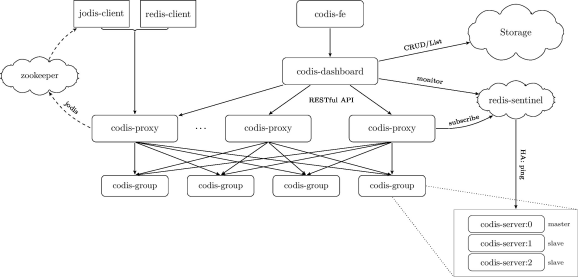 jodis-client
redis-client
codis-fe
Storage
CRUD/List
codis-dashboard
zookeeper
monitor
RESTful API
redis-sentinel
jodis
subscribe
codis-proxy
...
codis-proxy
codis-proxy
HA: ping
codis-group
codis-group
codis-group
codis-group
codis-server:0 master
codis-server:1 slave
codis-server:2 slave